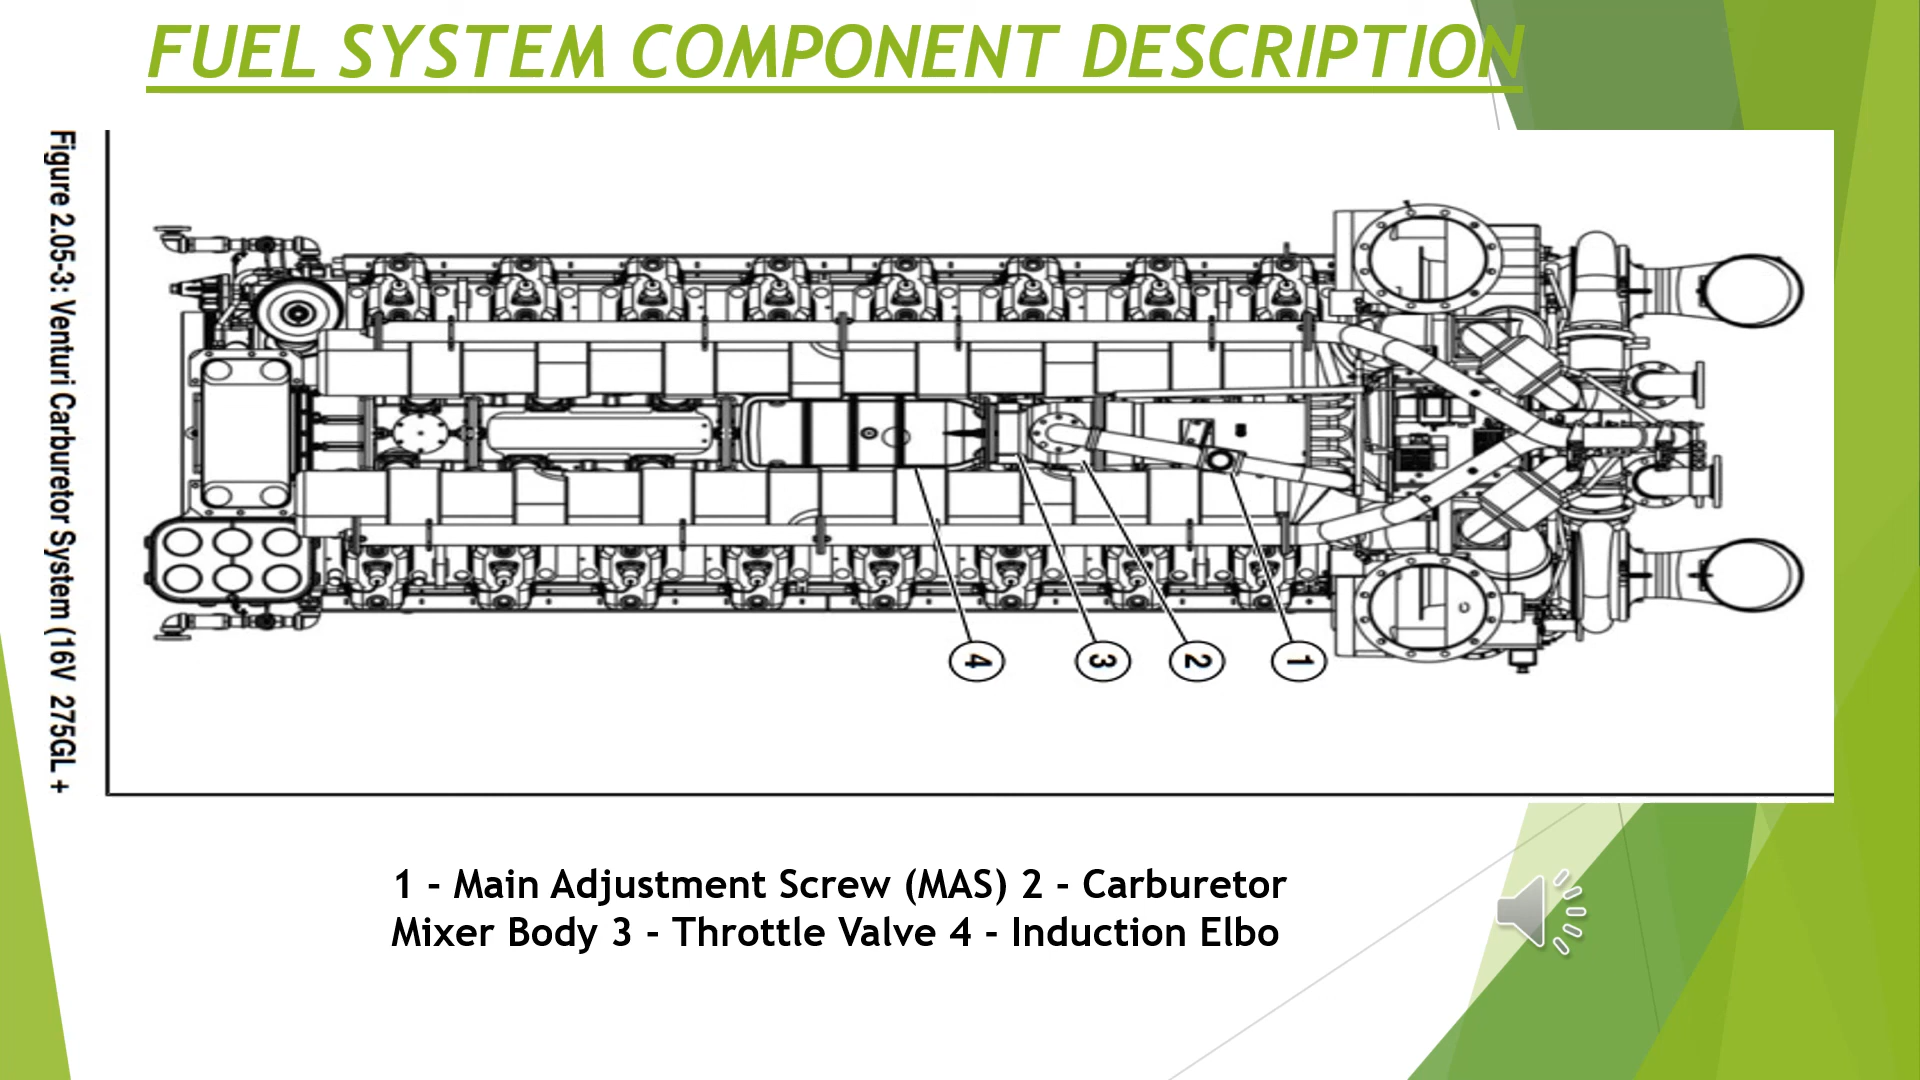 FUEL SYSTEM COMPONENT DESCRIPTION
Figure 2.05-3: Venturi Carburetor System (16V 275GL +
4
3
2
1
1 - Main Adjustment Screw (MAS) 2 - Carburetor
Mixer Body 3 - Throttle Valve 4 - Induction Elbo